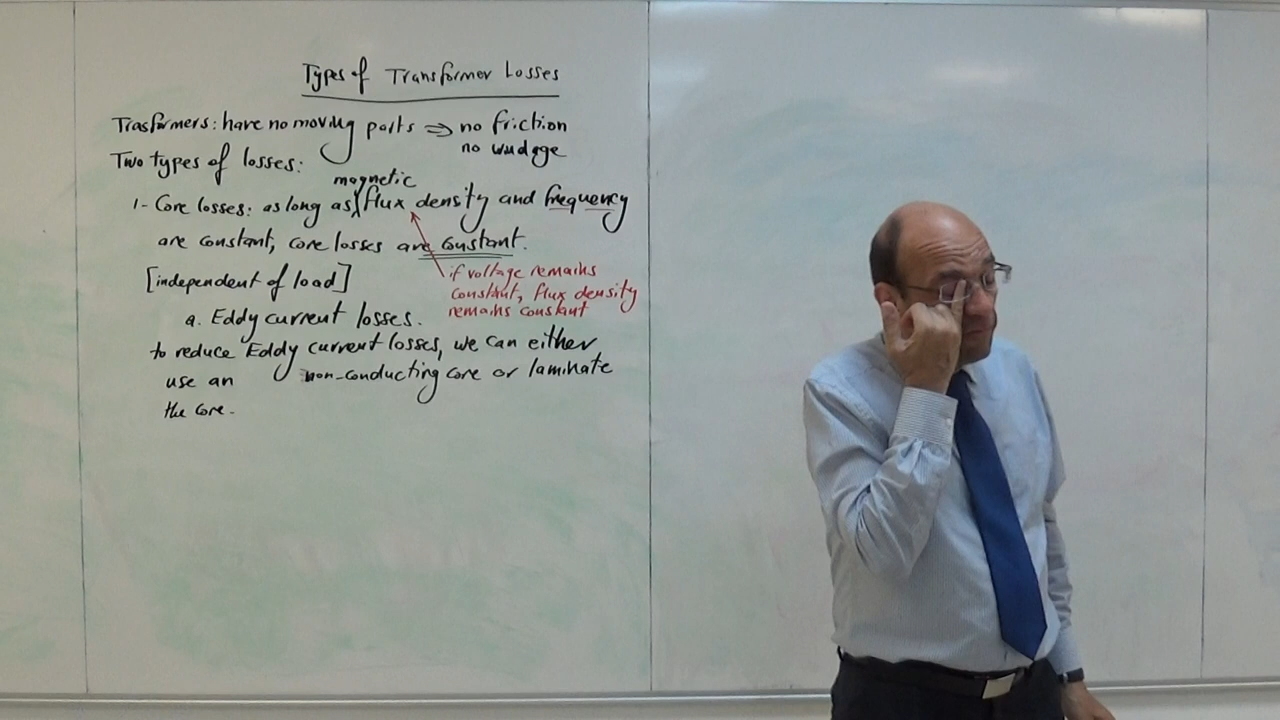 Types of Transformer Losses
Trasformers: have no moving parts ⇒ no friction
no windage
Two types of losses:
magnetic
1- Core losses: as long as flux density and frequency
are constant, core losses are constant.
[independent of load]
if voltage remains
constant, flux density
remains constant
a. Eddy current losses.
to reduce Eddy current losses, we can either
use an non-conducting core or laminate
the core.